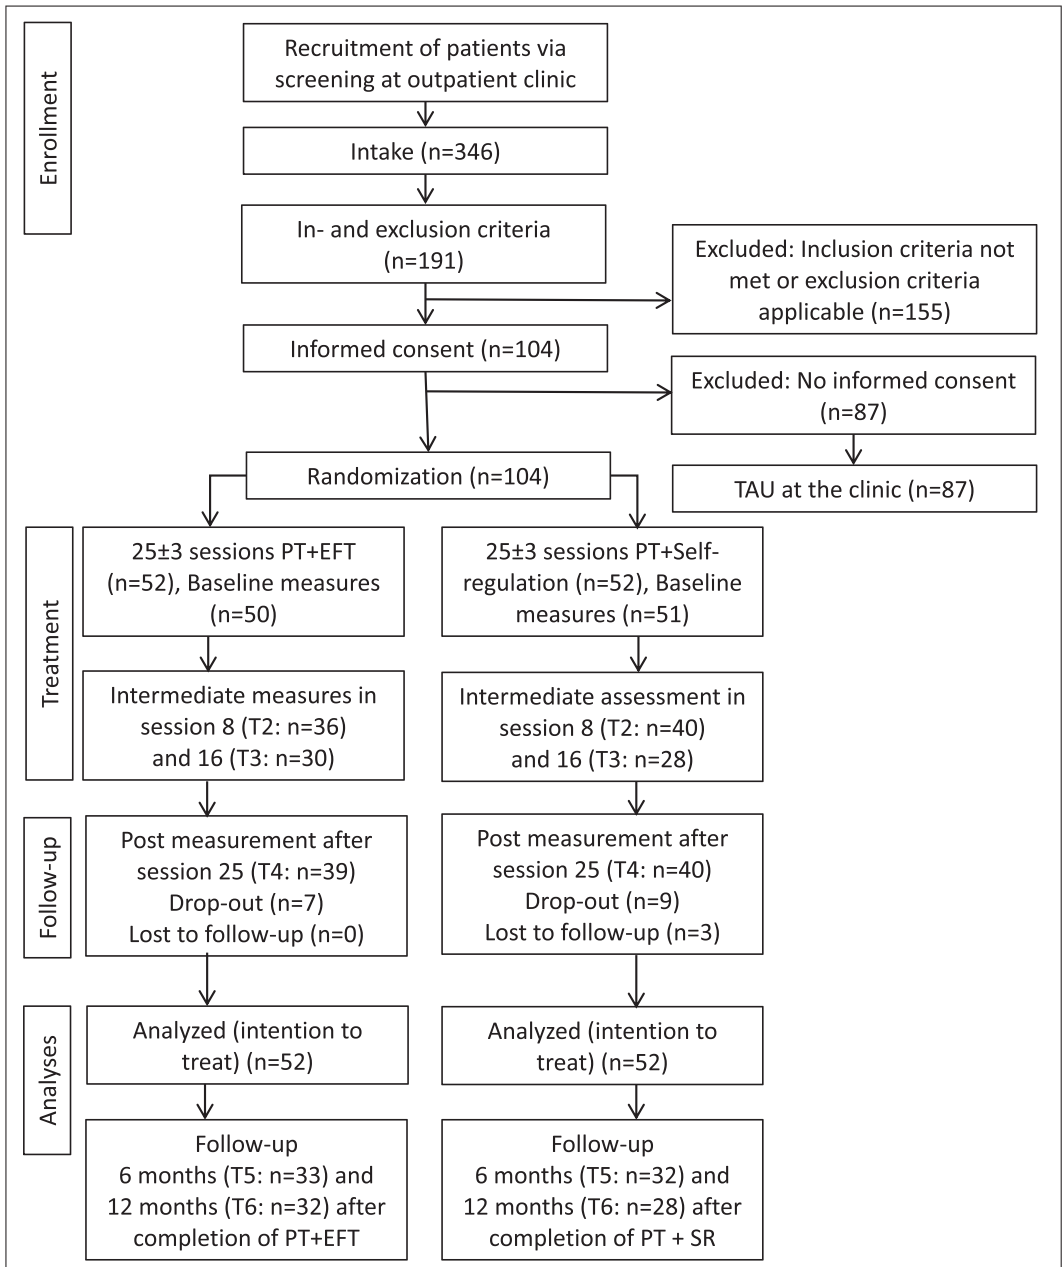 Enrollment
Recruitment of patients via
screening at outpatient clinic
Intake (n=346)
In- and exclusion criteria
(n=191)
Excluded: Inclusion criteria not
met or exclusion criteria
applicable (n=155)
Informed consent (n=104)
Excluded: No informed consent
(n=87)
TAU at the clinic (n=87)
Randomization (n=104)
Treatment
25±3 sessions PT+EFT
(n=52), Baseline measures
(n=50)
25±3 sessions PT+Self-
regulation (n=52), Baseline
measures (n=51)
Intermediate measures in
session 8 (T2: n=36)
and 16 (T3: n=30)
Intermediate assessment in
session 8 (T2: n=40)
and 16 (T3: n=28)
Follow-up
Post measurement after
session 25 (T4: n=39)
Drop-out (n=7)
Lost to follow-up (n=0)
Post measurement after
session 25 (T4: n=40)
Drop-out (n=9)
Lost to follow-up (n=3)
Analyses
Analyzed (intention to
treat) (n=52)
Analyzed (intention to
treat) (n=52)
Follow-up
6 months (T5: n=33) and
12 months (T6: n=32) after
completion of PT+EFT
Follow-up
6 months (T5: n=32) and
12 months (T6: n=28) after
completion of PT + SR